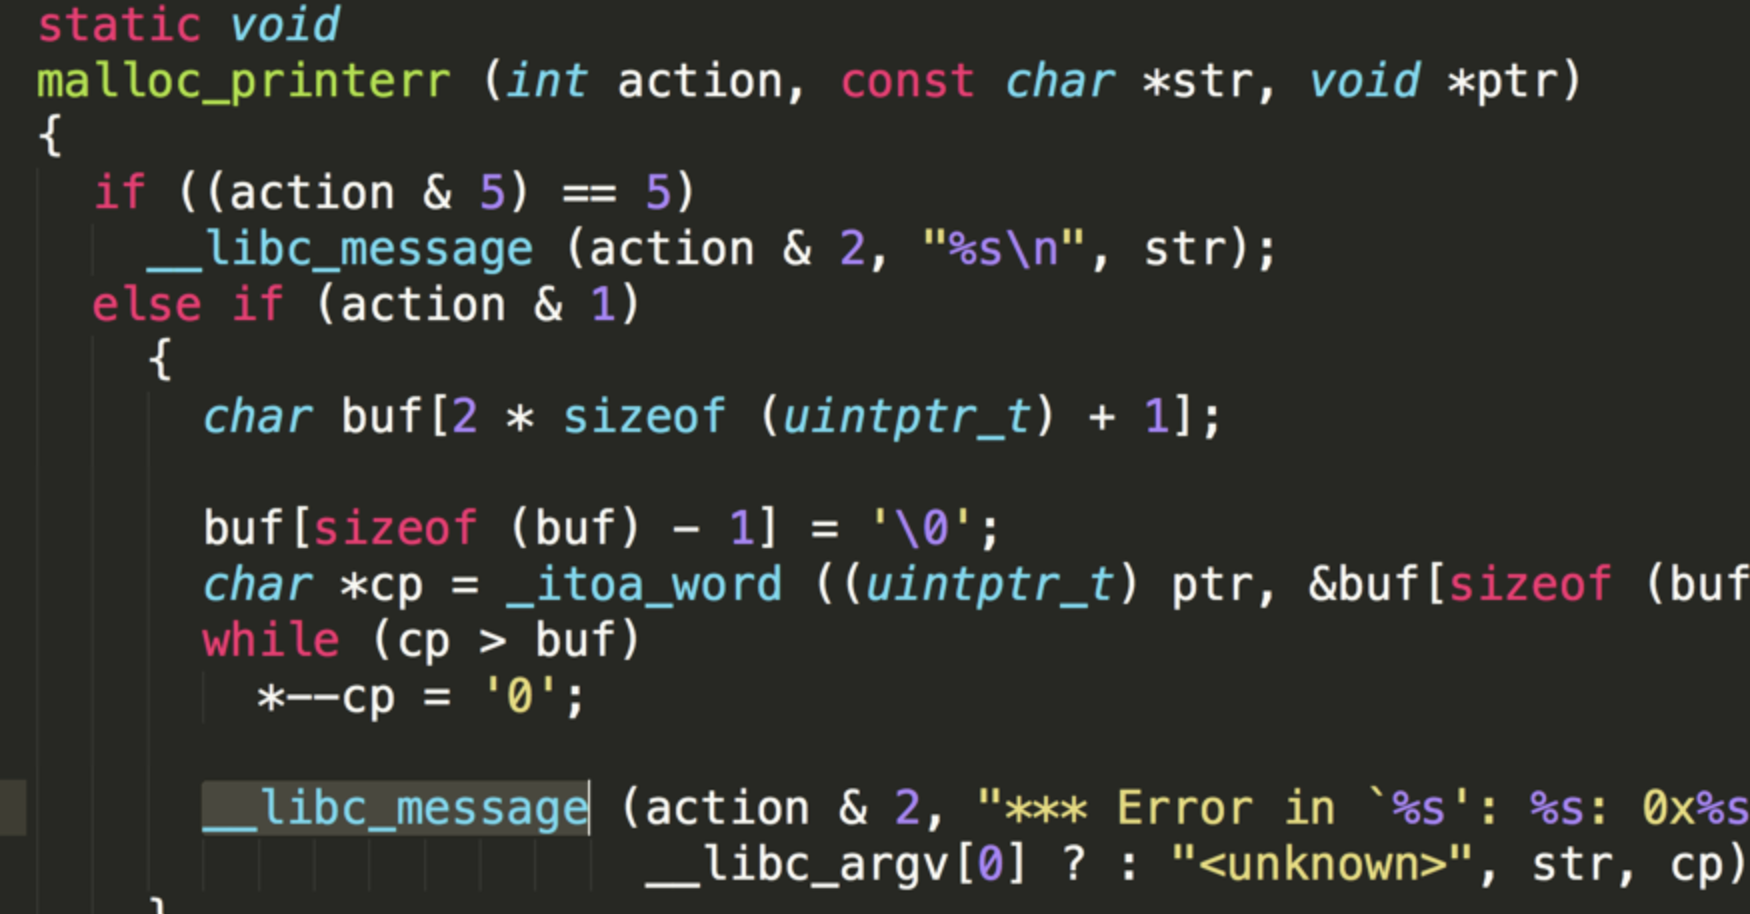 static void
malloc_printerr (int action, const char *str, void *ptr)
{
  if ((action & 5) == 5)
    __libc_message (action & 2, "%s\n", str);
  else if (action & 1)
    {
      char buf[2 * sizeof (uintptr_t) + 1];

      buf[sizeof (buf) - 1] = '\0';
      char *cp = _itoa_word ((uintptr_t) ptr, &buf[sizeof (buf
      while (cp > buf)
        *--cp = '0';

      __libc_message (action & 2, "*** Error in `%s': %s: 0x%s
                      __libc_argv[0] ? : "<unknown>", str, cp)
    }